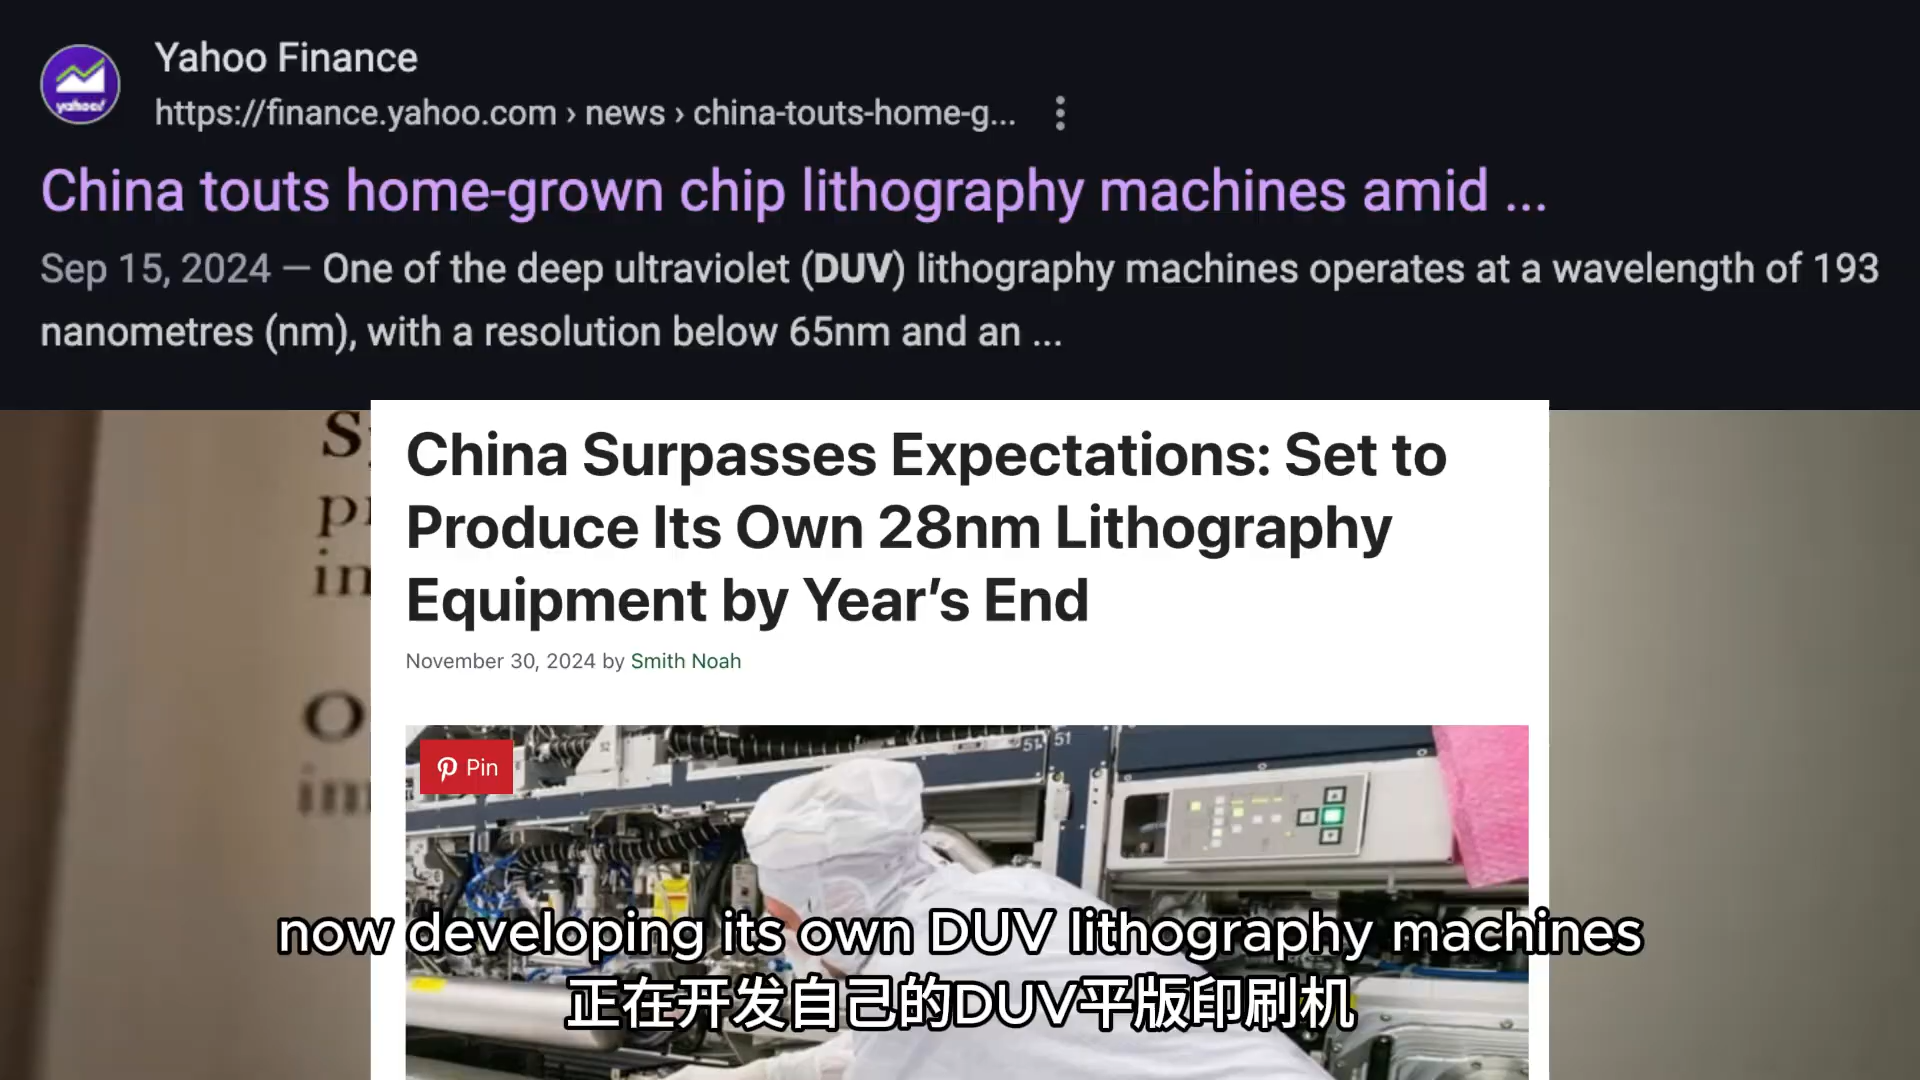 Yahoo Finance
yahoo!
https://finance.yahoo.com › news › china-touts-home-g...
China touts home-grown chip lithography machines amid ...
Sep 15, 2024 — One of the deep ultraviolet (DUV) lithography machines operates at a wavelength of 193
nanometres (nm), with a resolution below 65nm and an ...
China Surpasses Expectations: Set to
Produce Its Own 28nm Lithography
Equipment by Year’s End
November 30, 2024 by Smith Noah
Pin
52
51 51
now developing its own DUV lithography machines
正在开发自己的DUV平版印刷机